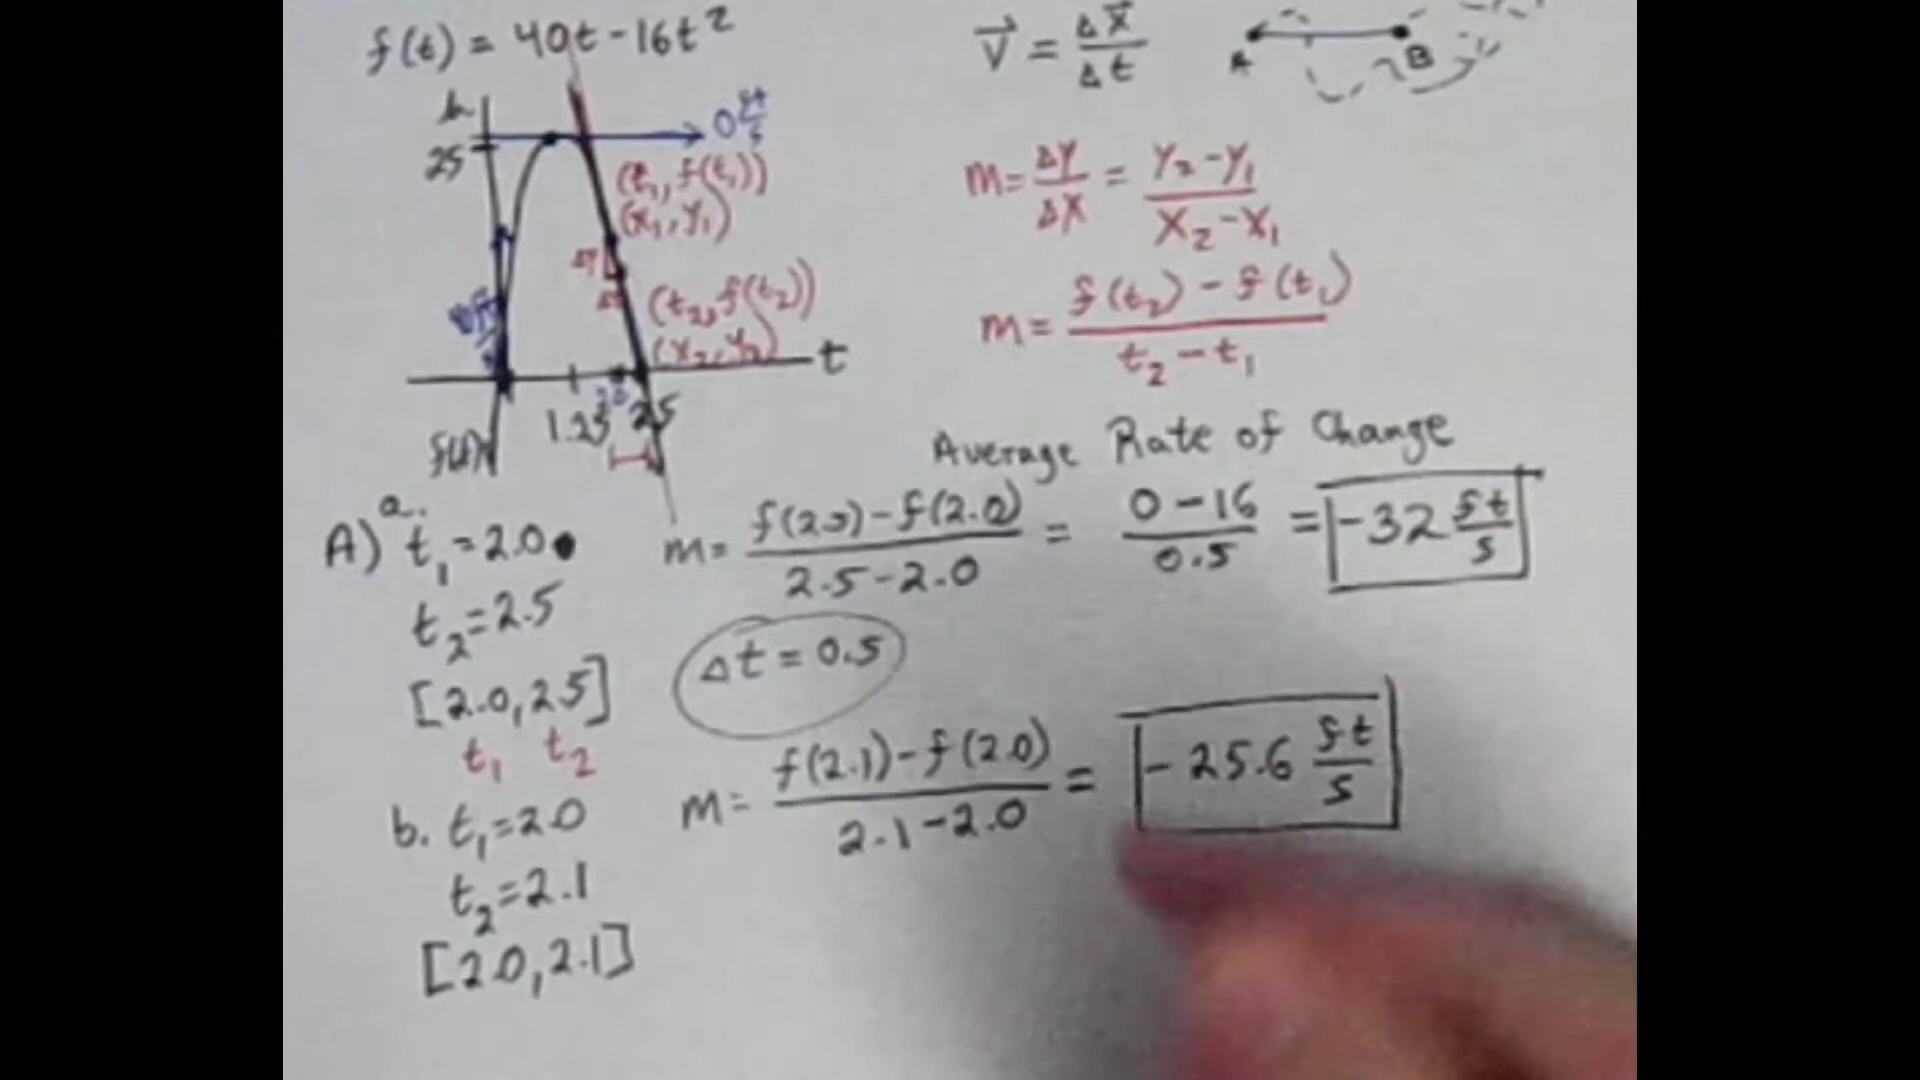 f(t) = 40t - 16t²
h
25
0 ft/s
(t₁, f(t₁))
(x₁, y₁)
Δy
(t₂, f(t₂))
(x₂, y₂)
t
1.25
2.5
f(t)
V⃗ = Δx⃗/Δt
A
B
m = Δy/Δx = (y₂ - y₁)/(x₂ - x₁)
m = (f(t₂) - f(t₁))/(t₂ - t₁)
Average Rate of Change
A) a. t₁ = 2.0
t₂ = 2.5
[2.0, 2.5]
t₁ t₂
m = (f(2.5) - f(2.0))/(2.5 - 2.0) = (0 - 16)/0.5 = -32 ft/s
Δt = 0.5
b. t₁ = 2.0
t₂ = 2.1
[2.0, 2.1]
m = (f(2.1) - f(2.0))/(2.1 - 2.0) = -25.6 ft/s